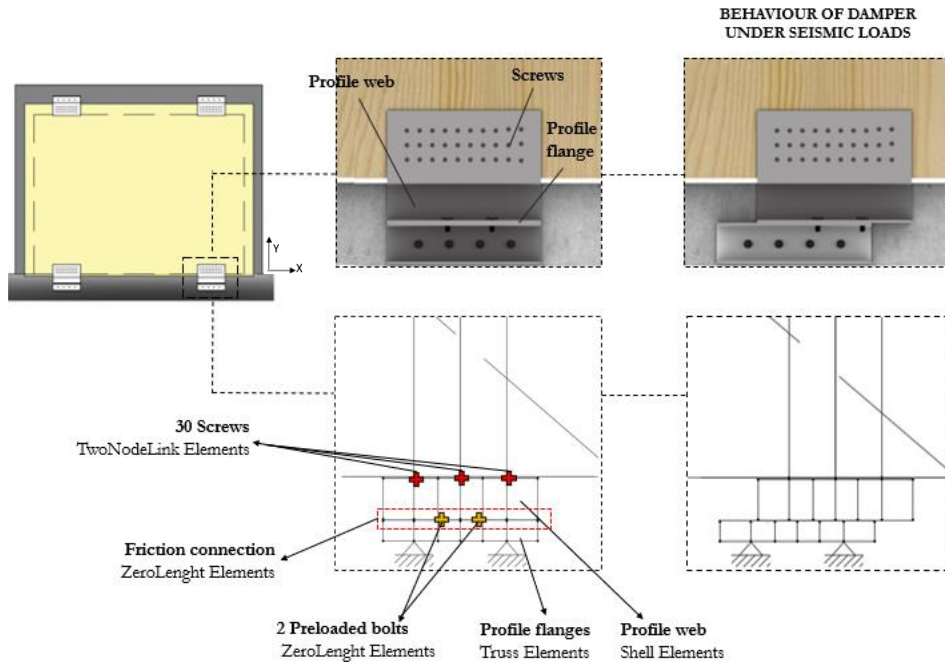 BEHAVIOUR OF DAMPER
UNDER SEISMIC LOADS
Profile web
Screws
Profile
flange
Y
X
30 Screws
TwoNodeLink Elements
Friction connection
ZeroLenght Elements
2 Preloaded bolts
ZeroLenght Elements
Profile flanges
Truss Elements
Profile web
Shell Elements